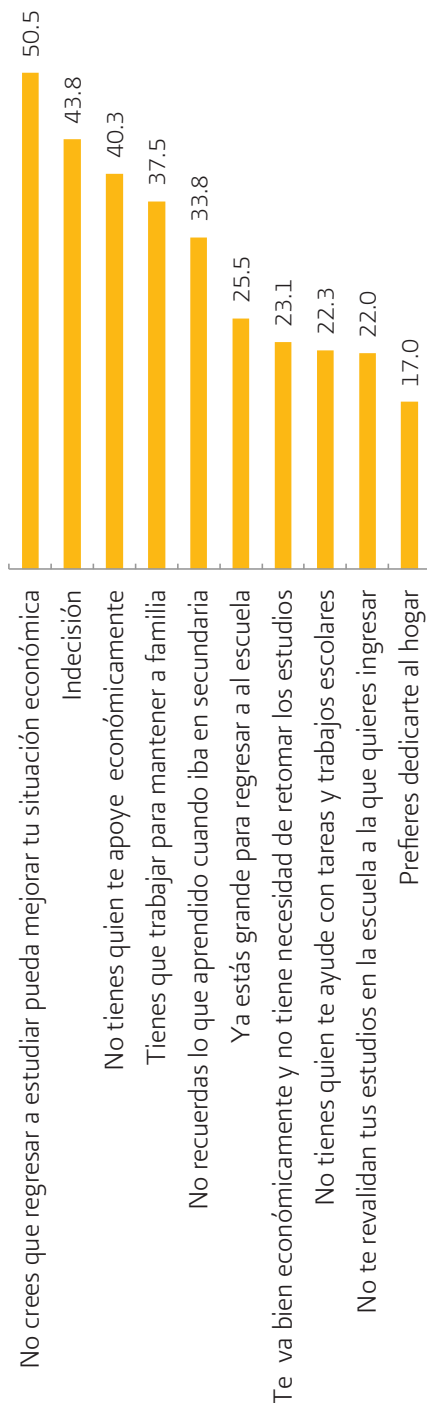 No crees que regresar a estudiar pueda mejorar tu situación económica 50.5
Indecisión 43.8
No tienes quien te apoye económicamente 40.3
Tienes que trabajar para mantener a familia 37.5
No recuerdas lo que aprendido cuando iba en secundaria 33.8
Ya estás grande para regresar a al escuela 25.5
Te va bien económicamente y no tiene necesidad de retomar los estudios 23.1
No tienes quien te ayude con tareas y trabajos escolares 22.3
No te revalidan tus estudios en la escuela a la que quieres ingresar 22.0
Prefieres dedicarte al hogar 17.0